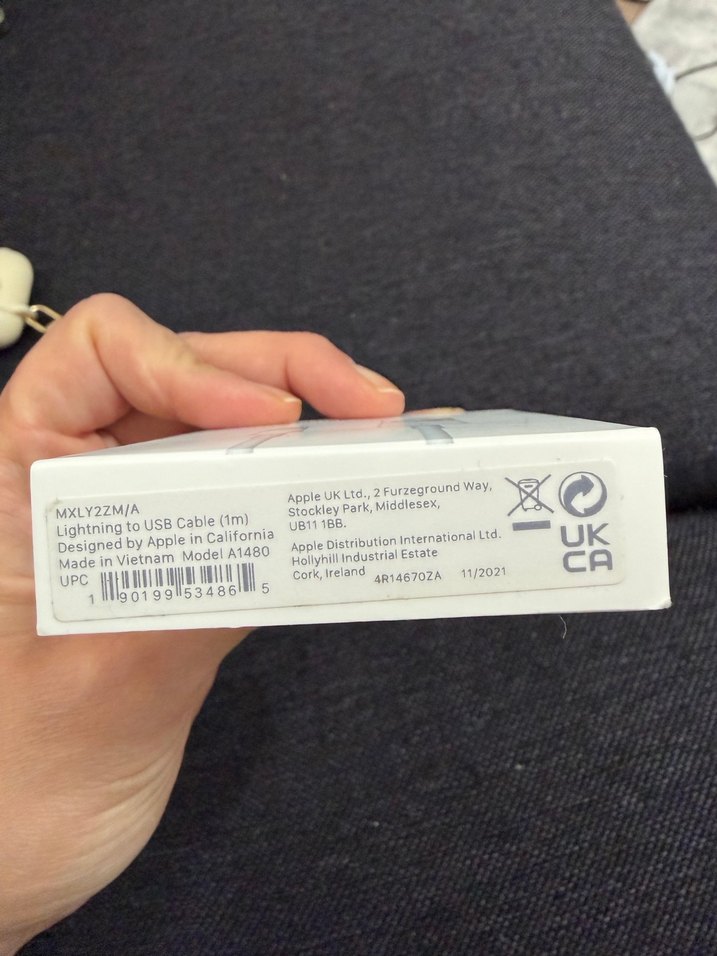 MXLY2ZM/A
Lightning to USB Cable (1m)
Designed by Apple in California
Made in Vietnam Model A1480
UPC
1 90199 53486 5
Apple UK Ltd., 2 Furzeground Way,
Stockley Park, Middlesex,
UB11 1BB.
Apple Distribution International Ltd.
Hollyhill Industrial Estate
Cork, Ireland 4R14670ZA 11/2021
UK
CA